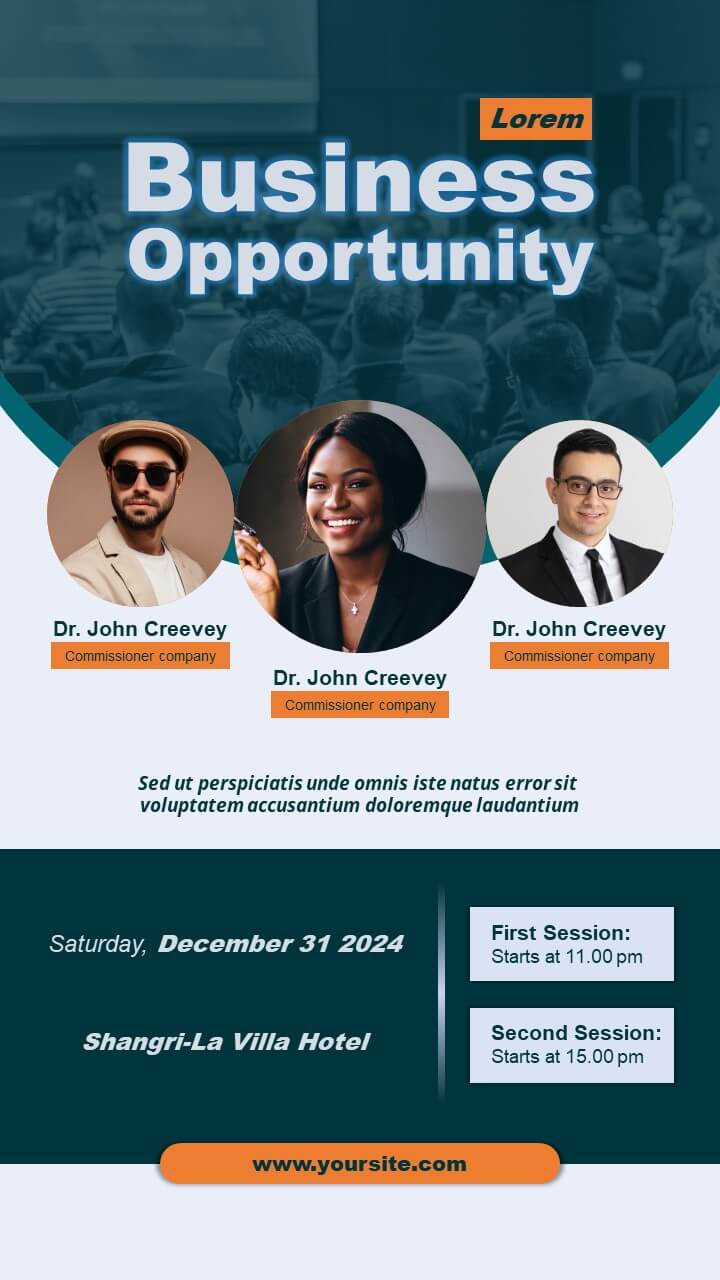 Lorem
Business
Opportunity
Dr. John Creevey
Commissioner company
Dr. John Creevey
Commissioner company
Dr. John Creevey
Commissioner company
Sed ut perspiciatis unde omnis iste natus error sit
voluptatem accusantium doloremque laudantium
Saturday, December 31 2024
Shangri-La Villa Hotel
First Session:
Starts at 11.00 pm
Second Session:
Starts at 15.00 pm
www.yoursite.com